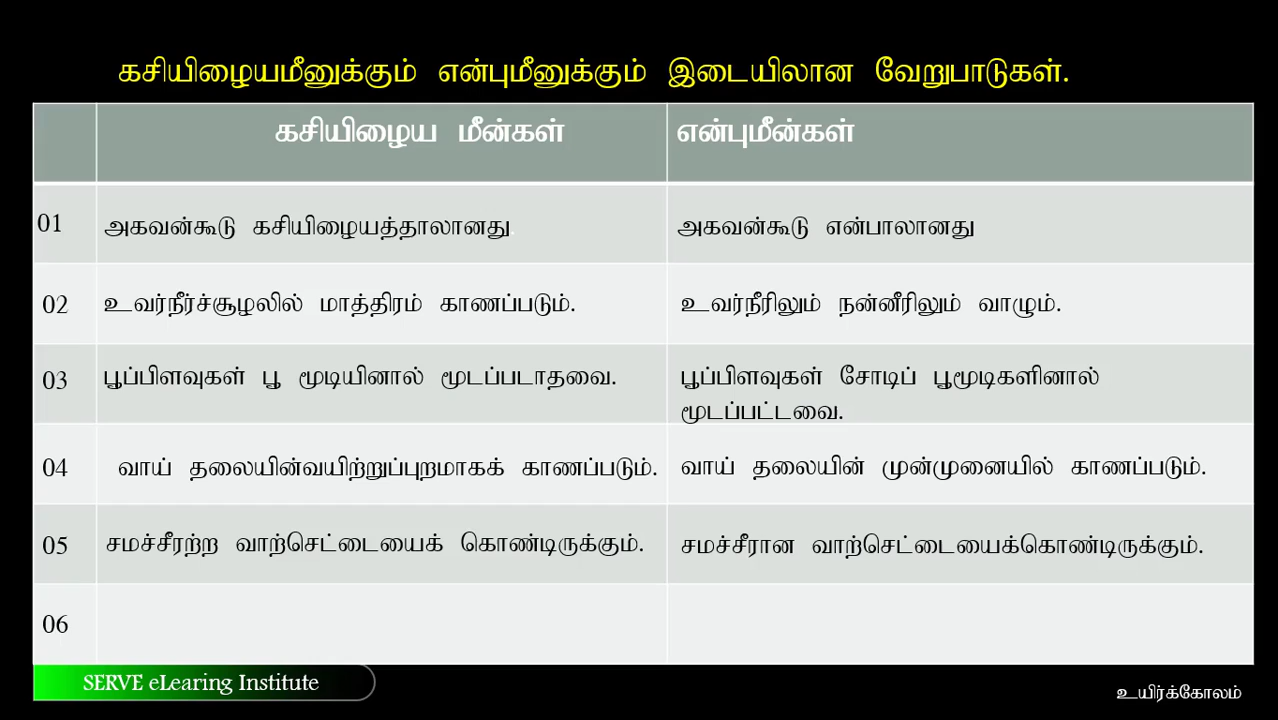 கசியிழையமீனுக்கும் என்புமீனுக்கும் இடையிலான வேறுபாடுகள்.
கசியிழைய மீன்கள் என்புமீன்கள்
01 அகவன்கூடு கசியிழையத்தாலானது. அகவன்கூடு என்பாலானது
02 உவர்நீர்ச்சூழலில் மாத்திரம் காணப்படும். உவர்நீரிலும் நன்னீரிலும் வாழும்.
03 பூப்பிளவுகள் பூ மூடியினால் மூடப்படாதவை. பூப்பிளவுகள் சோடிப் பூமூடிகளினால்
மூடப்பட்டவை.
04 வாய் தலையின்வயிற்றுப்புறமாகக் காணப்படும். வாய் தலையின் முன்முனையில் காணப்படும்.
05 சமச்சீரற்ற வாற்செட்டையைக் கொண்டிருக்கும். சமச்சீரான வாற்செட்டையைக்கொண்டிருக்கும்.
06
SERVE eLearing Institute
உயிர்க்கோலம்